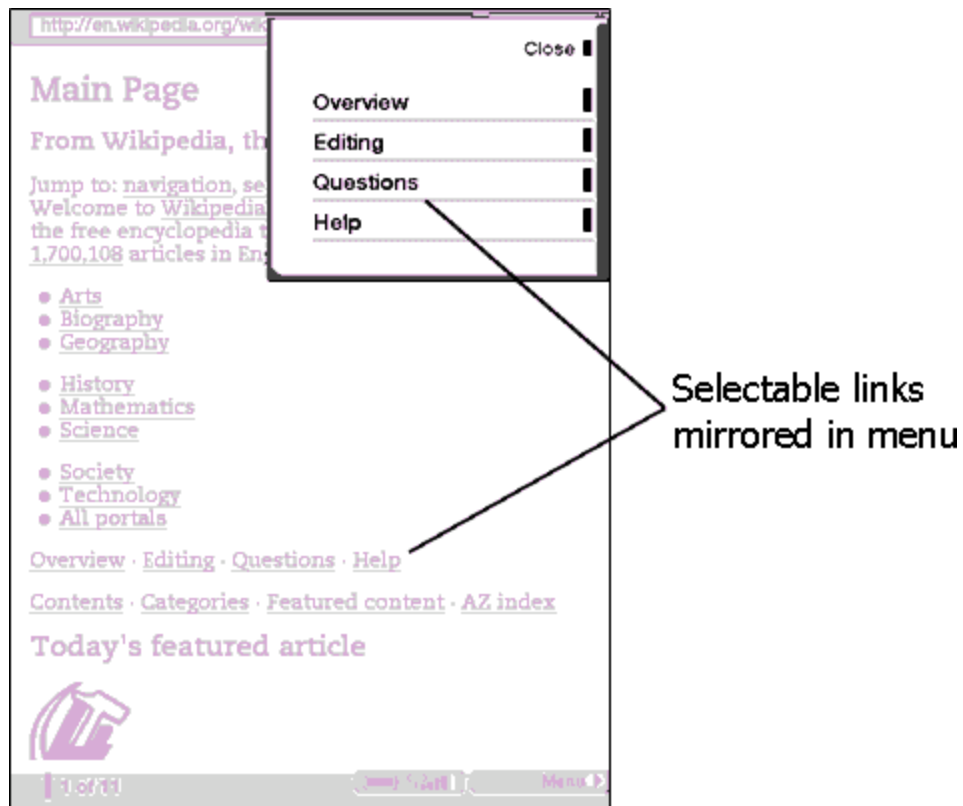 http://en.wikipedia.org/wik
Close
Overview
Editing
Questions
Help
Main Page
From Wikipedia, th
Jump to: navigation, se
Welcome to Wikipedia
the free encyclopedia t
1,700,108 articles in En
Arts
Biography
Geography
History
Mathematics
Science
Society
Technology
All portals
Overview · Editing · Questions · Help
Contents · Categories · Featured content · AZ index
Today's featured article
1 of 11
Menu
Selectable links
mirrored in menu